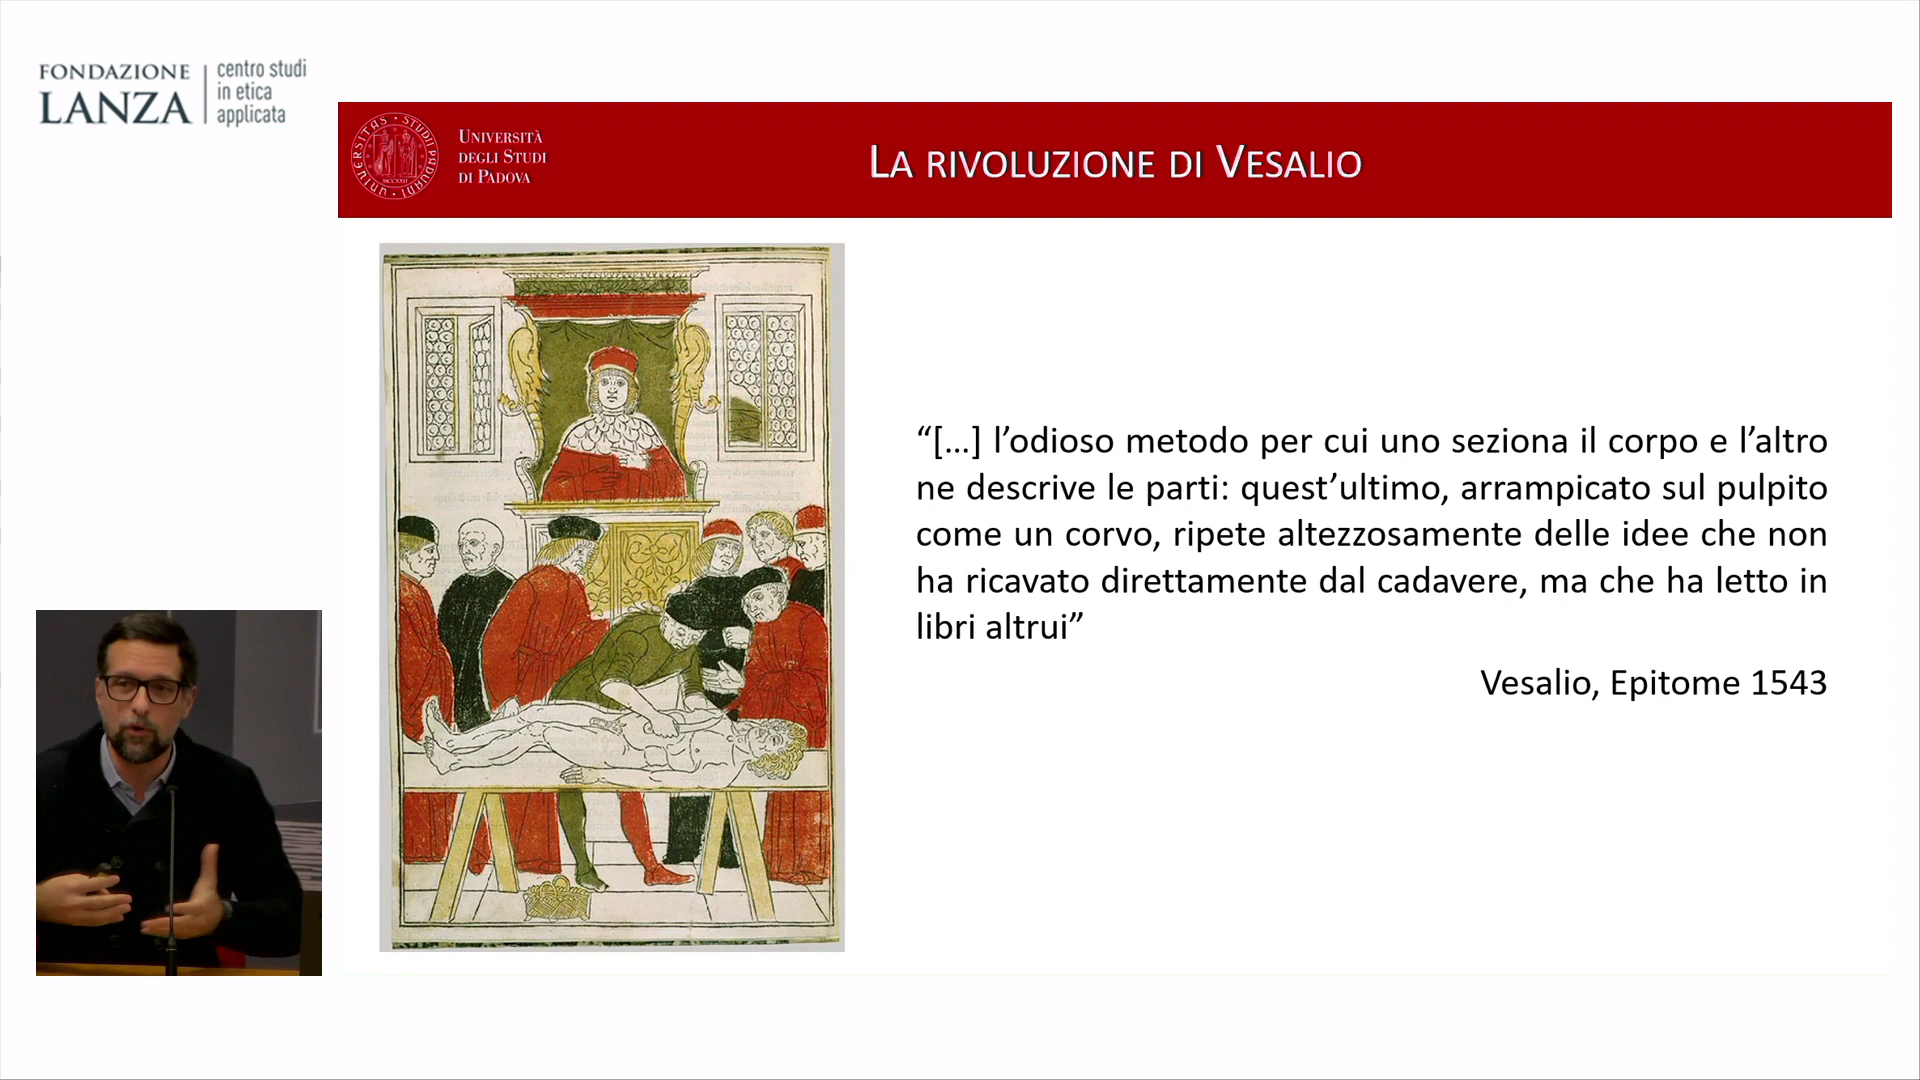 FONDAZIONE
LANZA
centro studi
in etica
applicata
UNIVERSITÀ
DEGLI STUDI
DI PADOVA
LA RIVOLUZIONE DI VESALIO
“[…] l’odioso metodo per cui uno seziona il corpo e l’altro
ne descrive le parti: quest’ultimo, arrampicato sul pulpito
come un corvo, ripete altezzosamente delle idee che non
ha ricavato direttamente dal cadavere, ma che ha letto in
libri altrui”
Vesalio, Epitome 1543